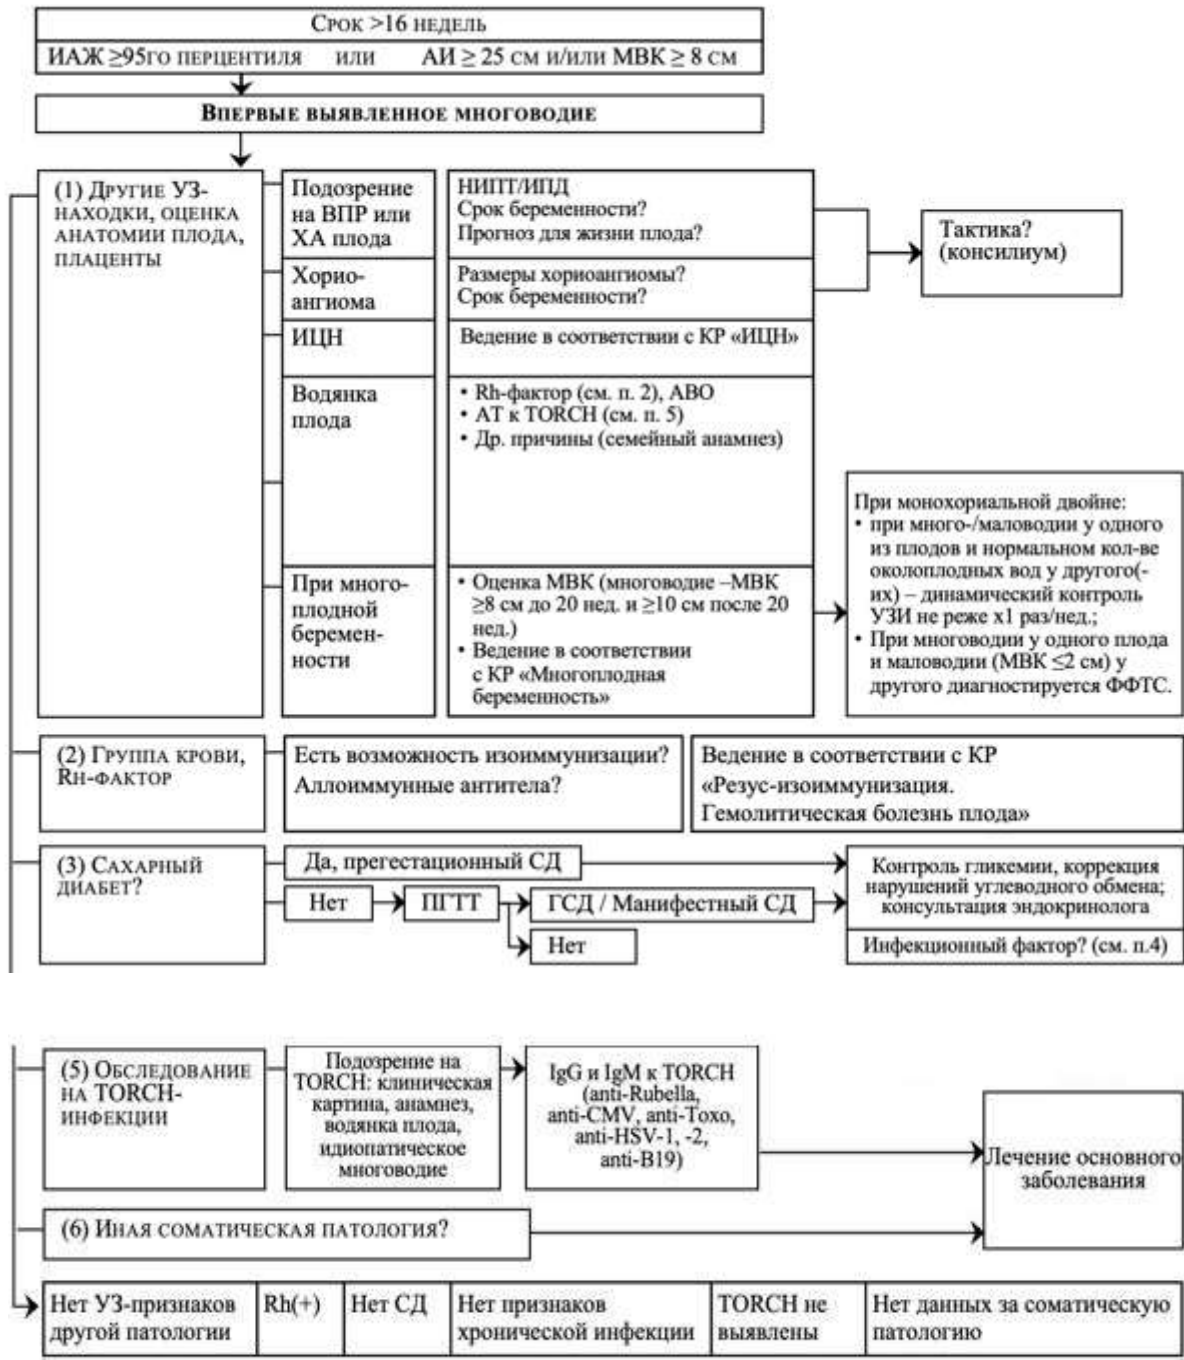 Срок >16 недель
ИАЖ ≥95го перцентиля или АИ ≥ 25 см и/или МВК ≥ 8 см
Впервые выявленное многоводие
(1) Другие УЗ-
находки, оценка
анатомии плода,
плаценты
Подозрение
на ВПР или
ХА плода
НИПТ/ИПД
Срок беременности?
Прогноз для жизни плода?
Тактика?
(консилиум)
Хорио-
ангиома
Размеры хориоангиомы?
Срок беременности?
ИЦН
Ведение в соответствии с КР «ИЦН»
Водянка
плода
• Rh-фактор (см. п. 2), АВО
• АТ к TORCH (см. п. 5)
• Др. причины (семейный анамнез)
При много-
плодной
беремен-
ности
• Оценка МВК (многоводие –МВК
≥8 см до 20 нед. и ≥10 см после 20
нед.)
• Ведение в соответствии
с КР «Многоплодная
беременность»
При монохориальной двойне:
• при много-/маловодии у одного
из плодов и нормальном кол-ве
околоплодных вод у другого(-
их) – динамический контроль
УЗИ не реже х1 раз/нед.;
• При многоводии у одного плода
и маловодии (МВК ≤2 см) у
другого диагностируется ФФТС.
(2) Группа крови,
Rh-фактор
Есть возможность изоиммунизации?
Аллоиммунные антитела?
Ведение в соответствии с КР
«Резус-изоиммунизация.
Гемолитическая болезнь плода»
(3) Сахарный
диабет?
Да, прегестационный СД
Нет
ПГТТ
ГСД / Манифестный СД
Нет
Контроль гликемии, коррекция
нарушений углеводного обмена;
консультация эндокринолога
Инфекционный фактор? (см. п.4)
(5) Обследование
на TORCH-
инфекции
Подозрение на
TORCH: клиническая
картина, анамнез,
водянка плода,
идиопатическое
многоводие
IgG и IgM к TORCH
(anti-Rubella,
anti-CMV, anti-Toxo,
anti-HSV-1, -2,
anti-B19)
Лечение основного
заболевания
(6) Иная соматическая патология?
Нет УЗ-признаков
другой патологии
Rh(+)
Нет СД
Нет признаков
хронической инфекции
TORCH не
выявлены
Нет данных за соматическую
патологию